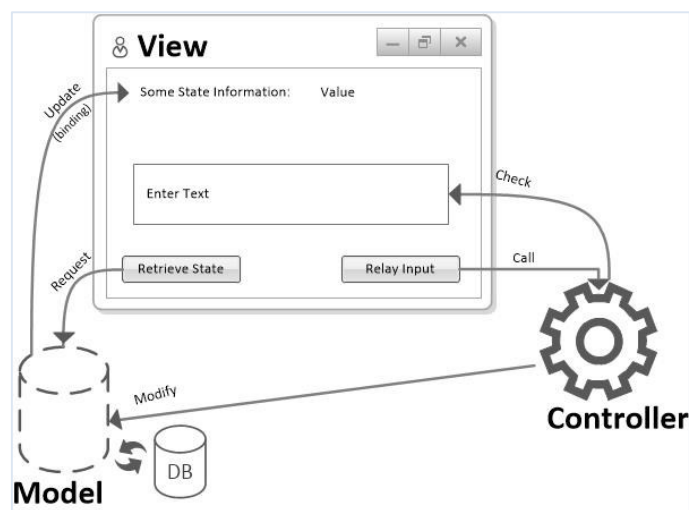 View
Update
(binding)
Some State Information: Value
Enter Text
Check
Request
Retrieve State
Relay Input
Call
Modify
Controller
DB
Model